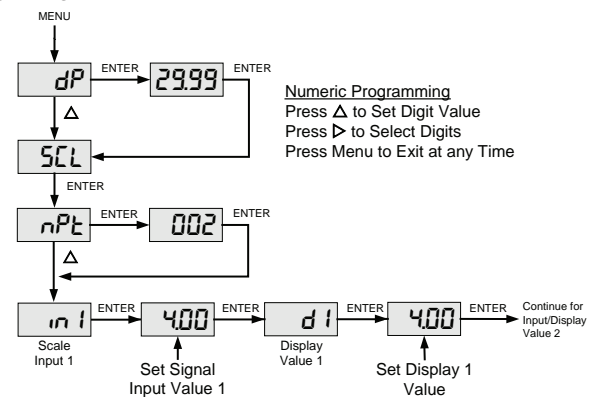 MENU
dP ENTER 29.99 ENTER
Numeric Programming
Press △ to Set Digit Value
Press ▷ to Select Digits
Press Menu to Exit at any Time
△
SCL
ENTER
nPt ENTER 002 ENTER
△
in 1 ENTER 4.00 ENTER d 1 ENTER 4.00 ENTER Continue for
Input/Display
Value 2
Scale
Input 1
Display
Value 1
Set Signal
Input Value 1
Set Display 1
Value